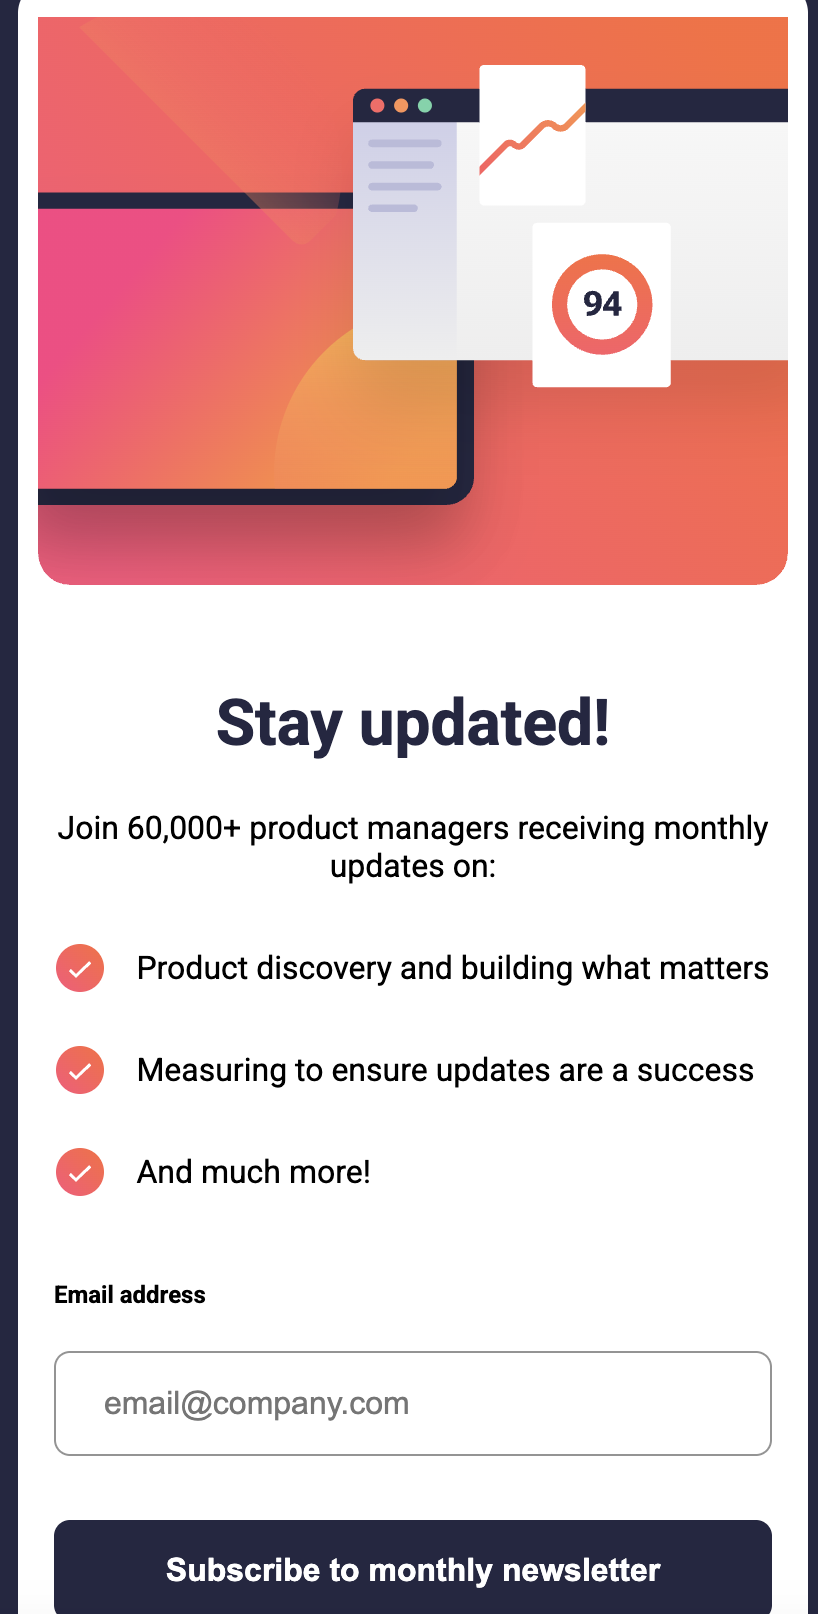 94
Stay updated!
Join 60,000+ product managers receiving monthly
updates on:
Product discovery and building what matters
Measuring to ensure updates are a success
And much more!
Email address
email@company.com
Subscribe to monthly newsletter